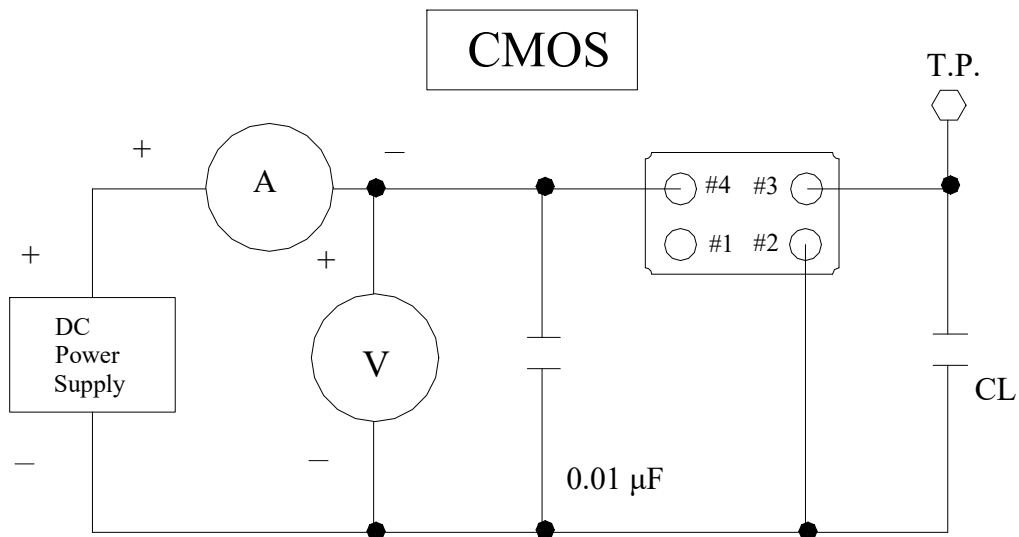 CMOS
T.P.
+
A
−
#4 #3
#1 #2
+
+
DC
Power
Supply
V
CL
−
−
0.01 μF